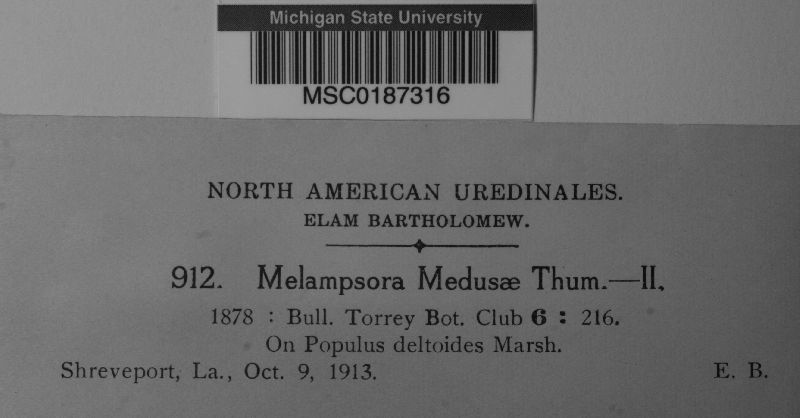 Michigan State University
MSC0187316
NORTH AMERICAN UREDINALES.
ELAM BARTHOLOMEW.
912. Melampsora Medusæ Thum.—II.
1878 : Bull. Torrey Bot. Club 6 : 216.
On Populus deltoides Marsh.
Shreveport, La., Oct. 9, 1913. E. B.